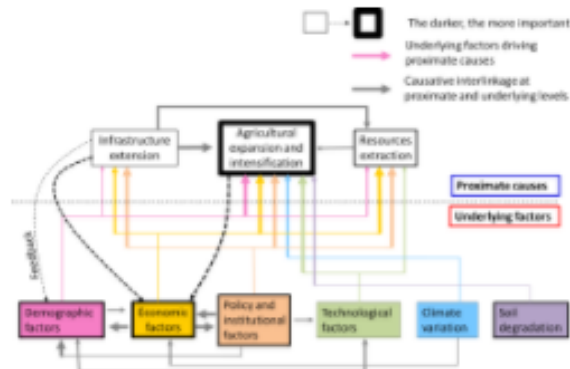 The darker, the more important
Underlying factors driving
proximate causes
Causative interlinkage at
proximate and underlying levels
Infrastructure
extension
Agricultural
expansion and
intensification
Resources
extraction
Proximate causes
Underlying factors
Feedback
Demographic
factors
Economic
factors
Policy and
institutional factors
Technological
factors
Climate
variation
Soil
degradation